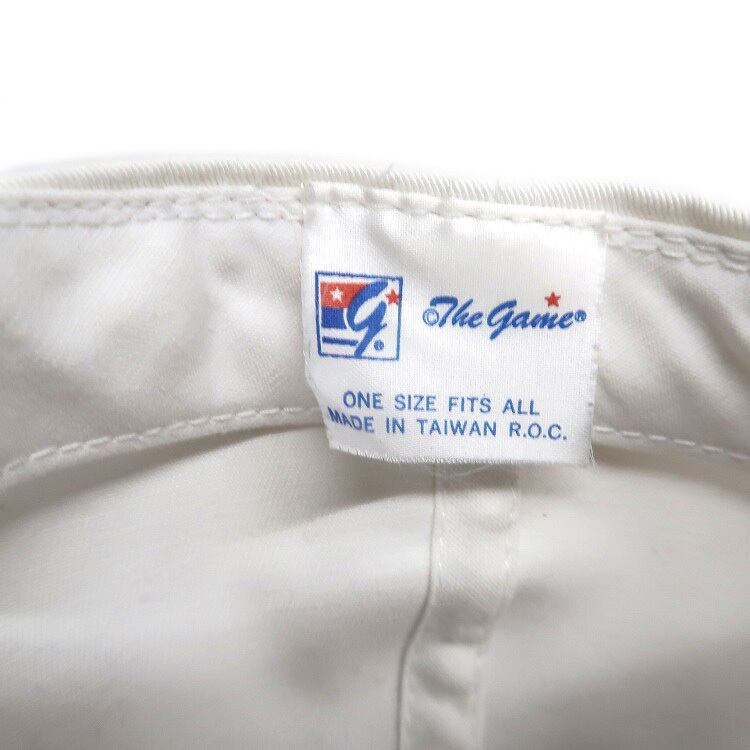 g®
©The Game®
ONE SIZE FITS ALL
MADE IN TAIWAN R.O.C.